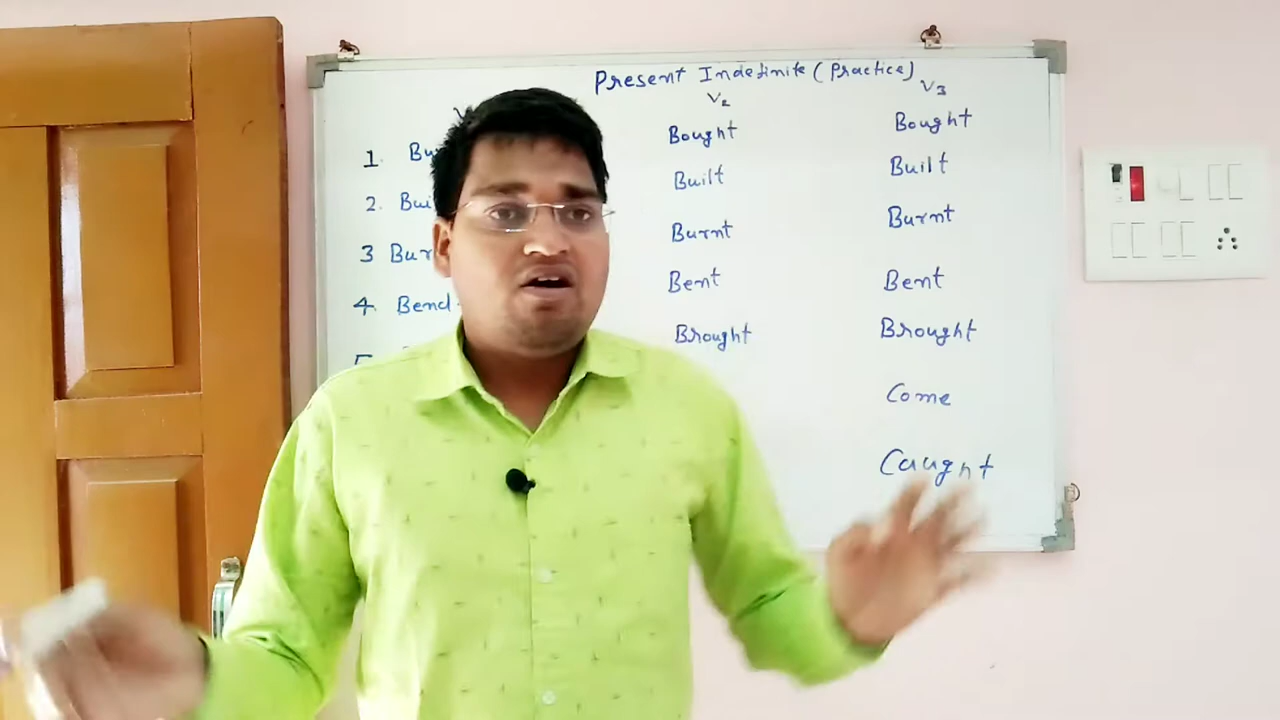 Present Indefinite (Practice)
V2 V3
1. Bought Bought
2. Built Built
3 Burnt Burnt
4. Bend Bent Bent
Brought Brought
Come
Caught